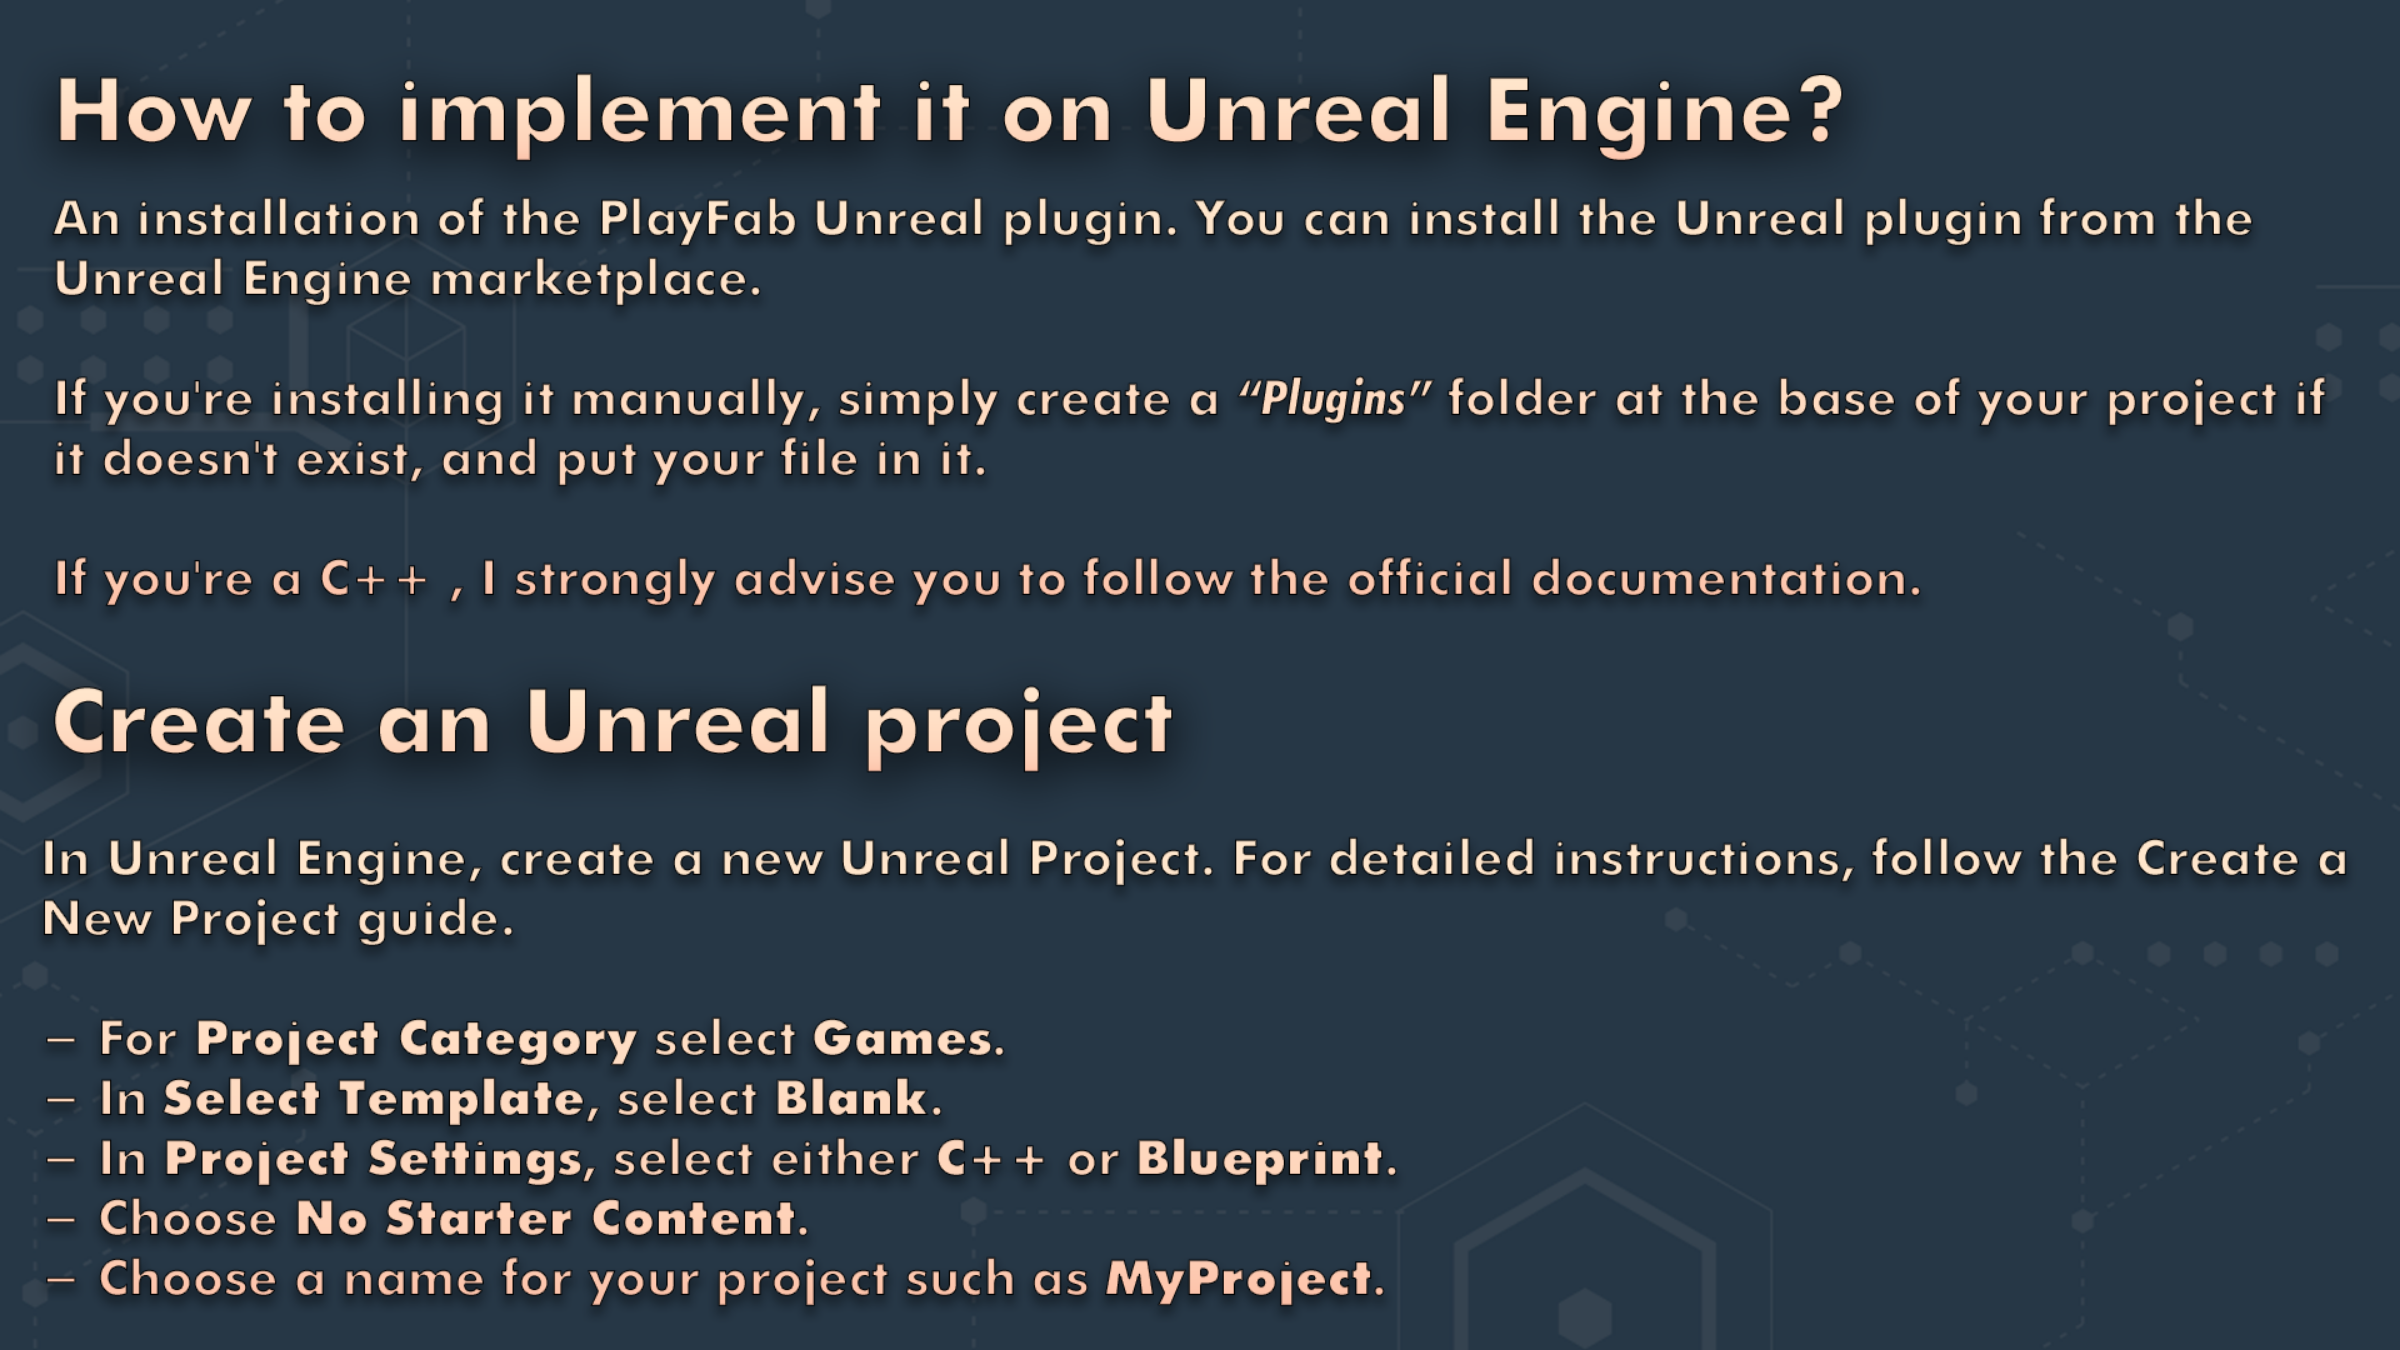 How to implement it on Unreal Engine?
An installation of the PlayFab Unreal plugin. You can install the Unreal plugin from the
Unreal Engine marketplace.
If you're installing it manually, simply create a “Plugins” folder at the base of your project if
it doesn't exist, and put your file in it.
If you're a C++ , I strongly advise you to follow the official documentation.
Create an Unreal project
In Unreal Engine, create a new Unreal Project. For detailed instructions, follow the Create a
New Project guide.
– For Project Category select Games.
– In Select Template, select Blank.
– In Project Settings, select either C++ or Blueprint.
– Choose No Starter Content.
– Choose a name for your project such as MyProject.